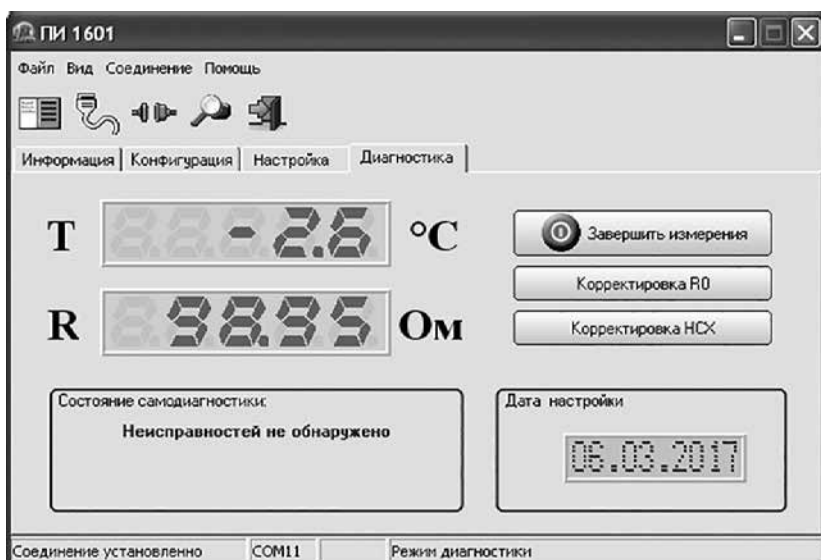 ПИ 1601
Файл Вид Соединение Помощь
Информация Конфигурация Настройка Диагностика
T -2.6 °C
Завершить измерения
Корректировка R0
R 98.95 Ом
Корректировка НСХ
Состояние самодиагностики:
Неисправностей не обнаружено
Дата настройки
06.03.2017
Соединение установленно COM11 Режим диагностики